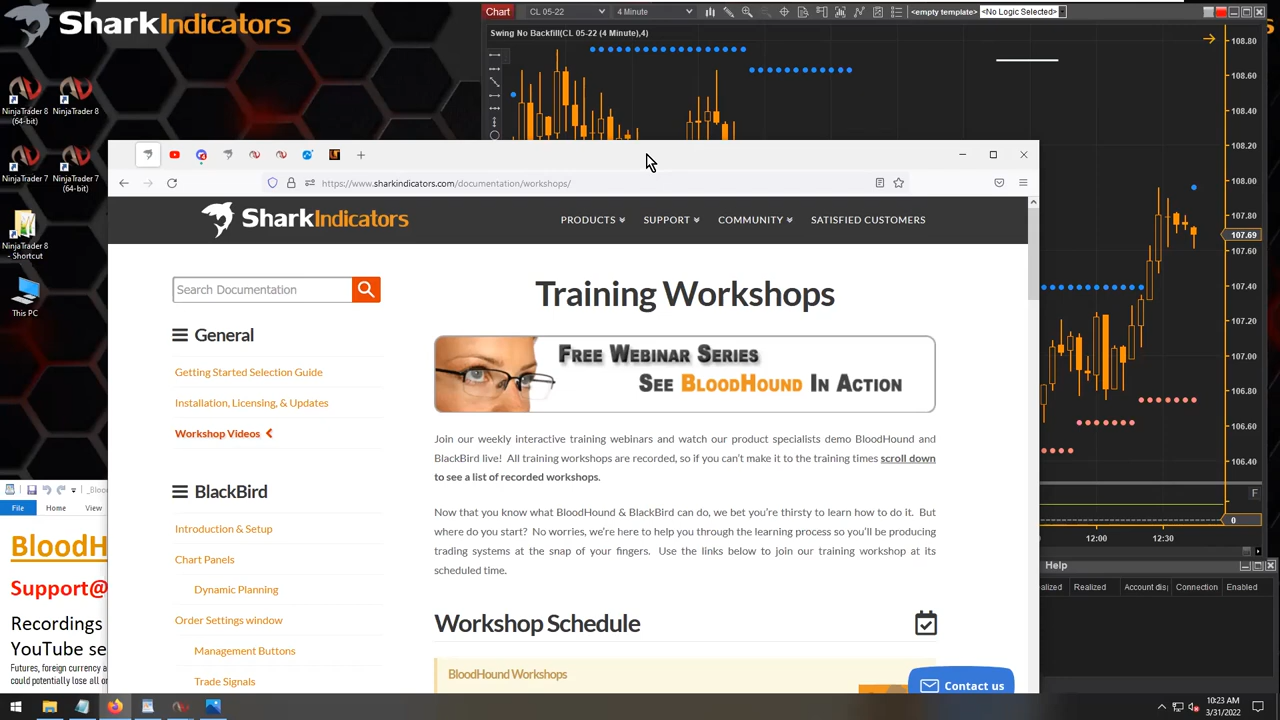 SharkIndicators
NinjaTrader 8
(64-bit)
NinjaTrader 8
NinjaTrader 7
NinjaTrader 7
(64-bit)
NinjaTrader 8
- Shortcut
This PC
Chart
CL 05-22
4 Minute
<empty template>
<No Logic Selected>
Swing No Backfill(CL 05-22 (4 Minute),4)
108.80
108.60
108.40
108.20
108.00
107.80
107.69
107.60
107.40
107.20
107.00
106.80
106.60
106.40
F
0
12:00
12:30
https://www.sharkindicators.com/documentation/workshops/
SharkIndicators
PRODUCTS
SUPPORT
COMMUNITY
SATISFIED CUSTOMERS
Search Documentation
General
Getting Started Selection Guide
Installation, Licensing, & Updates
Workshop Videos
BlackBird
Introduction & Setup
Chart Panels
Dynamic Planning
Order Settings window
Management Buttons
Trade Signals
Training Workshops
Free Webinar Series
See BloodHound In Action
Join our weekly interactive training webinars and watch our product specialists demo BloodHound and
BlackBird live! All training workshops are recorded, so if you can't make it to the training times scroll down
to see a list of recorded workshops.
Now that you know what BloodHound & BlackBird can do, we bet you're thirsty to learn how to do it. But
where do you start? No worries, we're here to help you through the learning process so you'll be producing
trading systems at the snap of your fingers. Use the links below to join our training workshop at its
scheduled time.
Workshop Schedule
BloodHound Workshops
Contact us
Help
Realized
Account
Connection
Enabled
File
Home
View
BloodH
Support@
Recordings
YouTube se
Futures, foreign currency a
could potentially lose all or
10:23 AM
3/31/2022